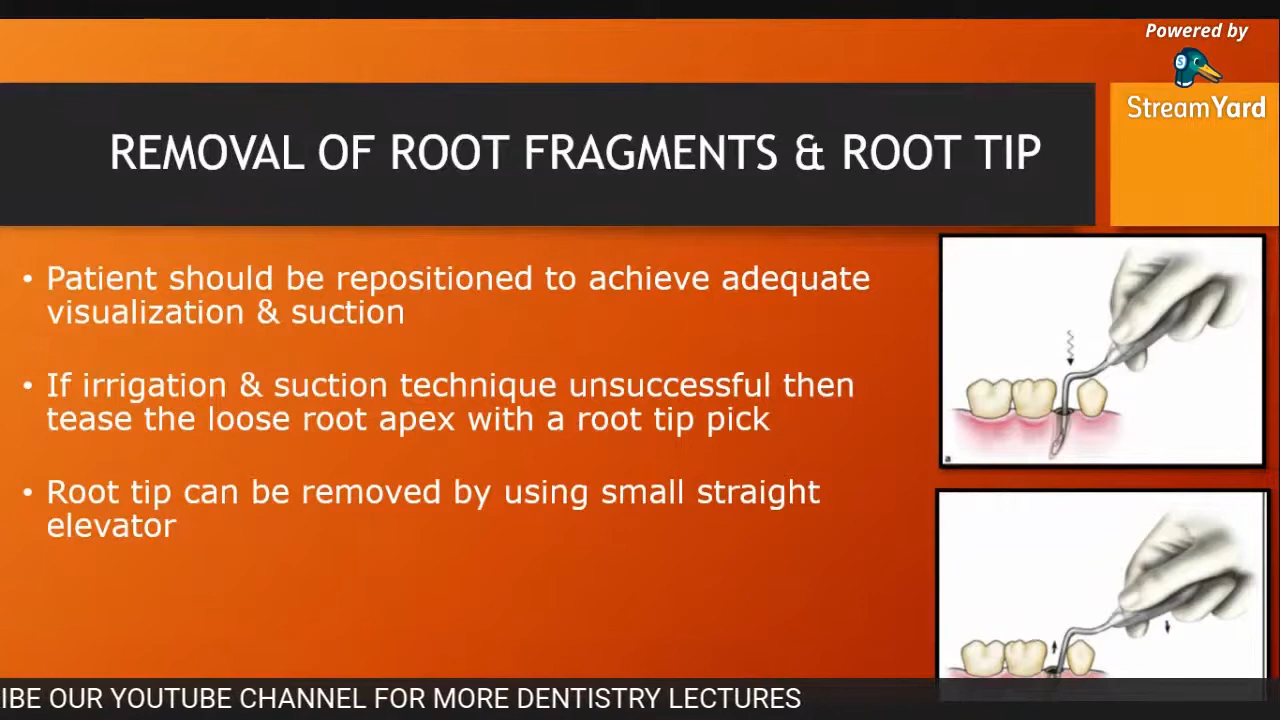 Powered by
StreamYard
REMOVAL OF ROOT FRAGMENTS & ROOT TIP
• Patient should be repositioned to achieve adequate
visualization & suction
• If irrigation & suction technique unsuccessful then
tease the loose root apex with a root tip pick
• Root tip can be removed by using small straight
elevator
IBE OUR YOUTUBE CHANNEL FOR MORE DENTISTRY LECTURES